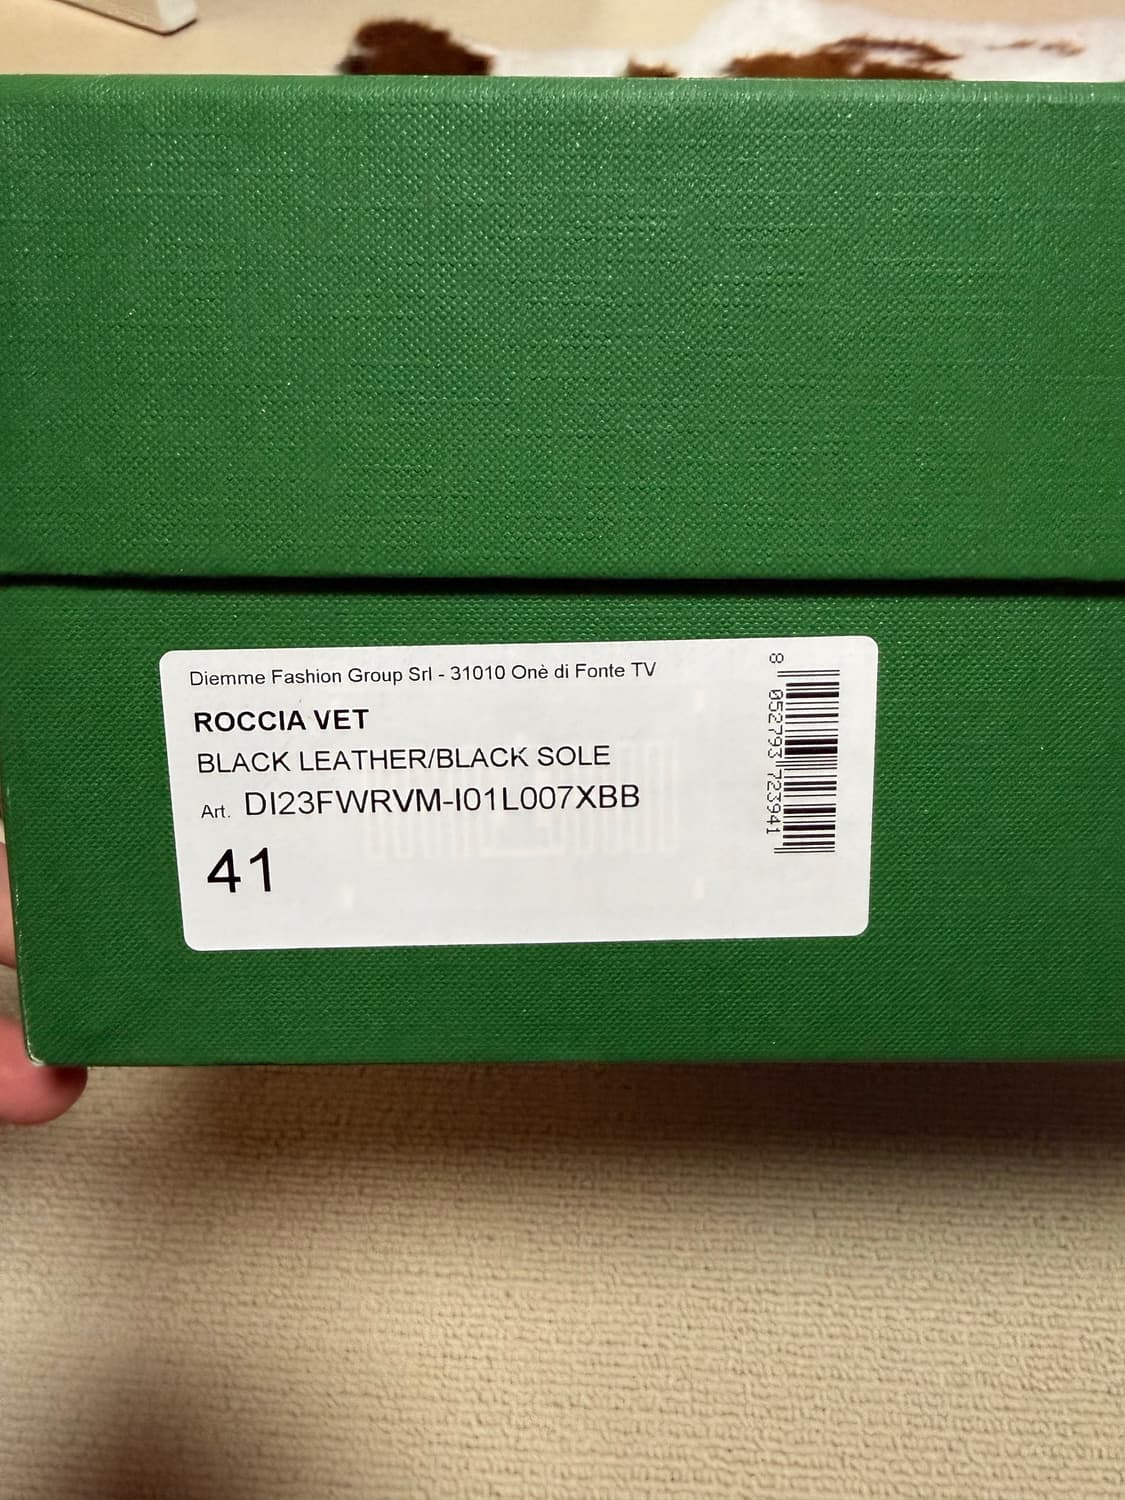 Diemme Fashion Group Srl - 31010 Onè di Fonte TV
ROCCIA VET
BLACK LEATHER/BLACK SOLE
Art. DI23FWRVM-I01L007XBB
41
8 052793 723941